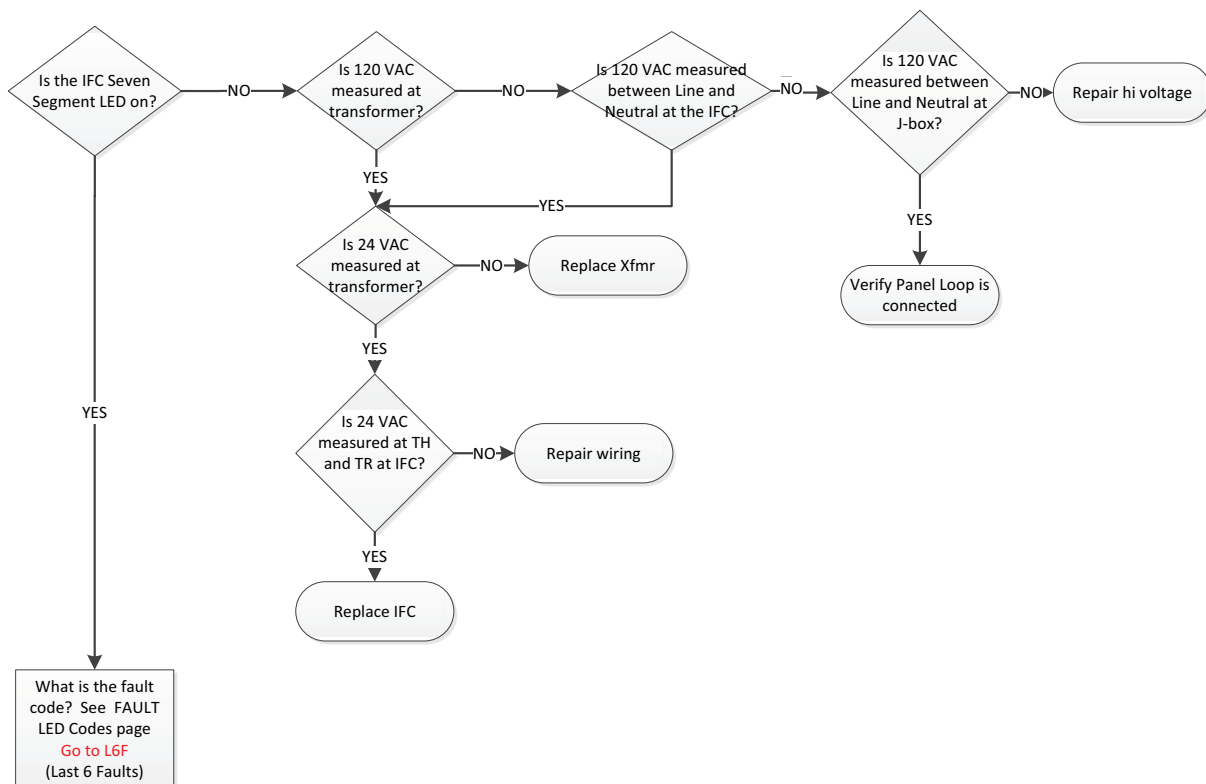 Is the IFC Seven
Segment LED on?
NO
Is 120 VAC
measured at
transformer?
NO
Is 120 VAC measured
between Line and
Neutral at the IFC?
NO
Is 120 VAC
measured between
Line and Neutral at
J-box?
NO
Repair hi voltage
YES
YES
YES
Verify Panel Loop is
connected
Is 24 VAC
measured at
transformer?
NO
Replace Xfmr
YES
Is 24 VAC
measured at TH
and TR at IFC?
NO
Repair wiring
YES
Replace IFC
YES
What is the fault
code? See FAULT
LED Codes page
Go to L6F
(Last 6 Faults)